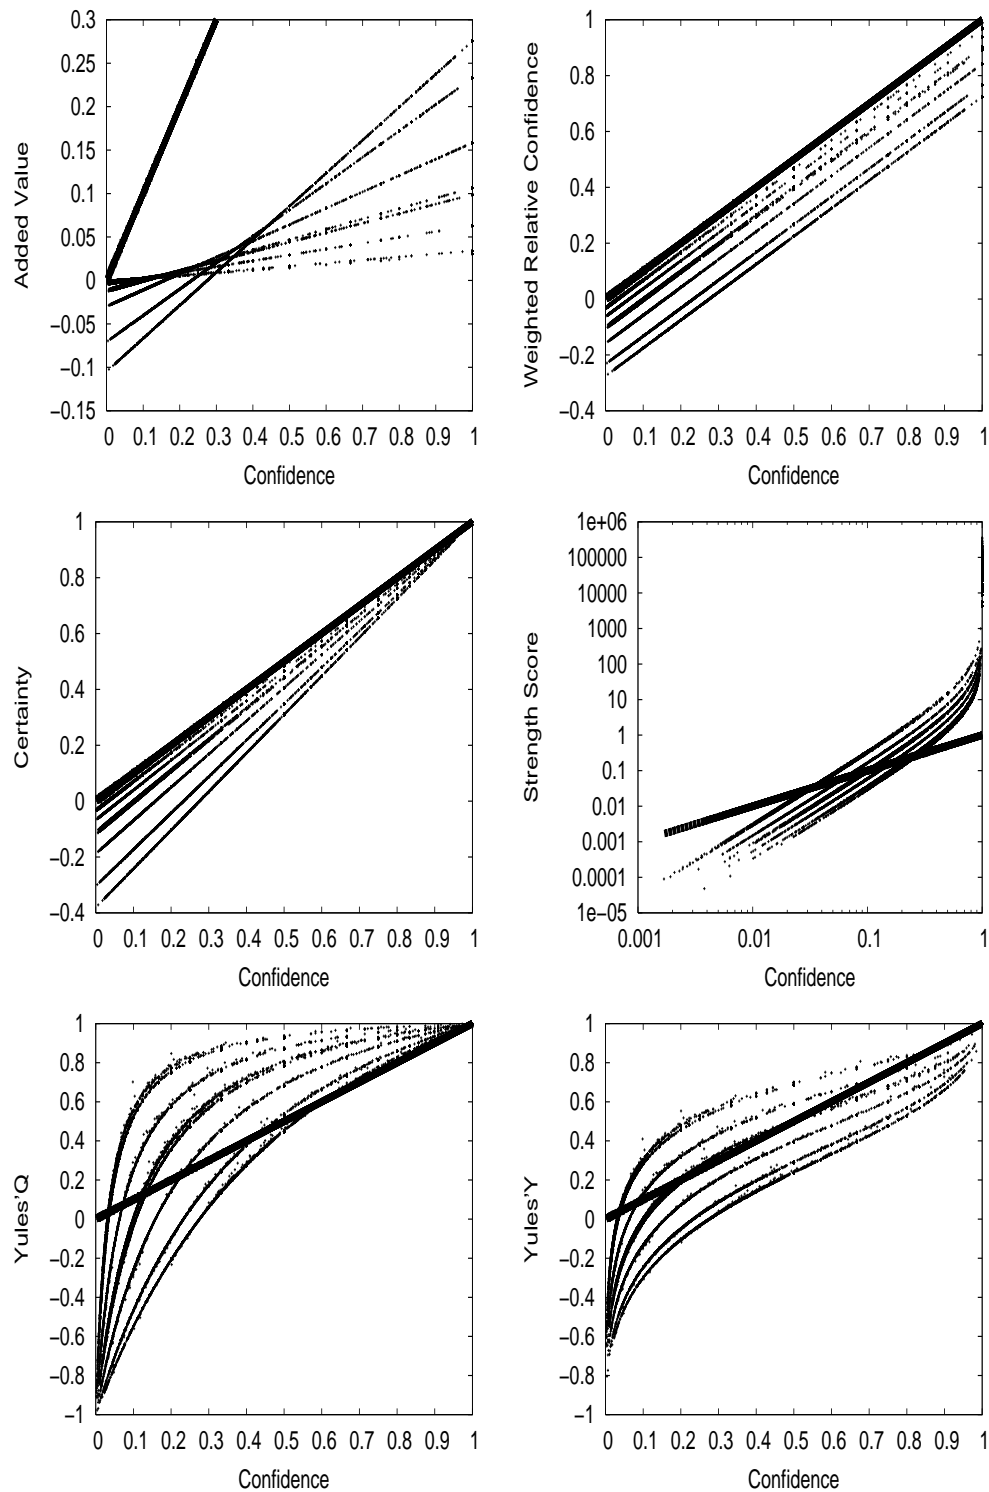 Added Value
0.3
0.25
0.2
0.15
0.1
0.05
0
−0.05
−0.1
−0.15
0 0.1 0.2 0.3 0.4 0.5 0.6 0.7 0.8 0.9 1
Confidence
Weighted Relative Confidence
1
0.8
0.6
0.4
0.2
0
−0.2
−0.4
0 0.1 0.2 0.3 0.4 0.5 0.6 0.7 0.8 0.9 1
Confidence
Certainty
1
0.8
0.6
0.4
0.2
0
−0.2
−0.4
0 0.1 0.2 0.3 0.4 0.5 0.6 0.7 0.8 0.9 1
Confidence
Strength Score
1e+06
100000
10000
1000
100
10
1
0.1
0.01
0.001
0.0001
1e−05
0.001 0.01 0.1 1
Confidence
Yules'Q
1
0.8
0.6
0.4
0.2
0
−0.2
−0.4
−0.6
−0.8
−1
0 0.1 0.2 0.3 0.4 0.5 0.6 0.7 0.8 0.9 1
Confidence
Yules'Y
1
0.8
0.6
0.4
0.2
0
−0.2
−0.4
−0.6
−0.8
−1
0 0.1 0.2 0.3 0.4 0.5 0.6 0.7 0.8 0.9 1
Confidence